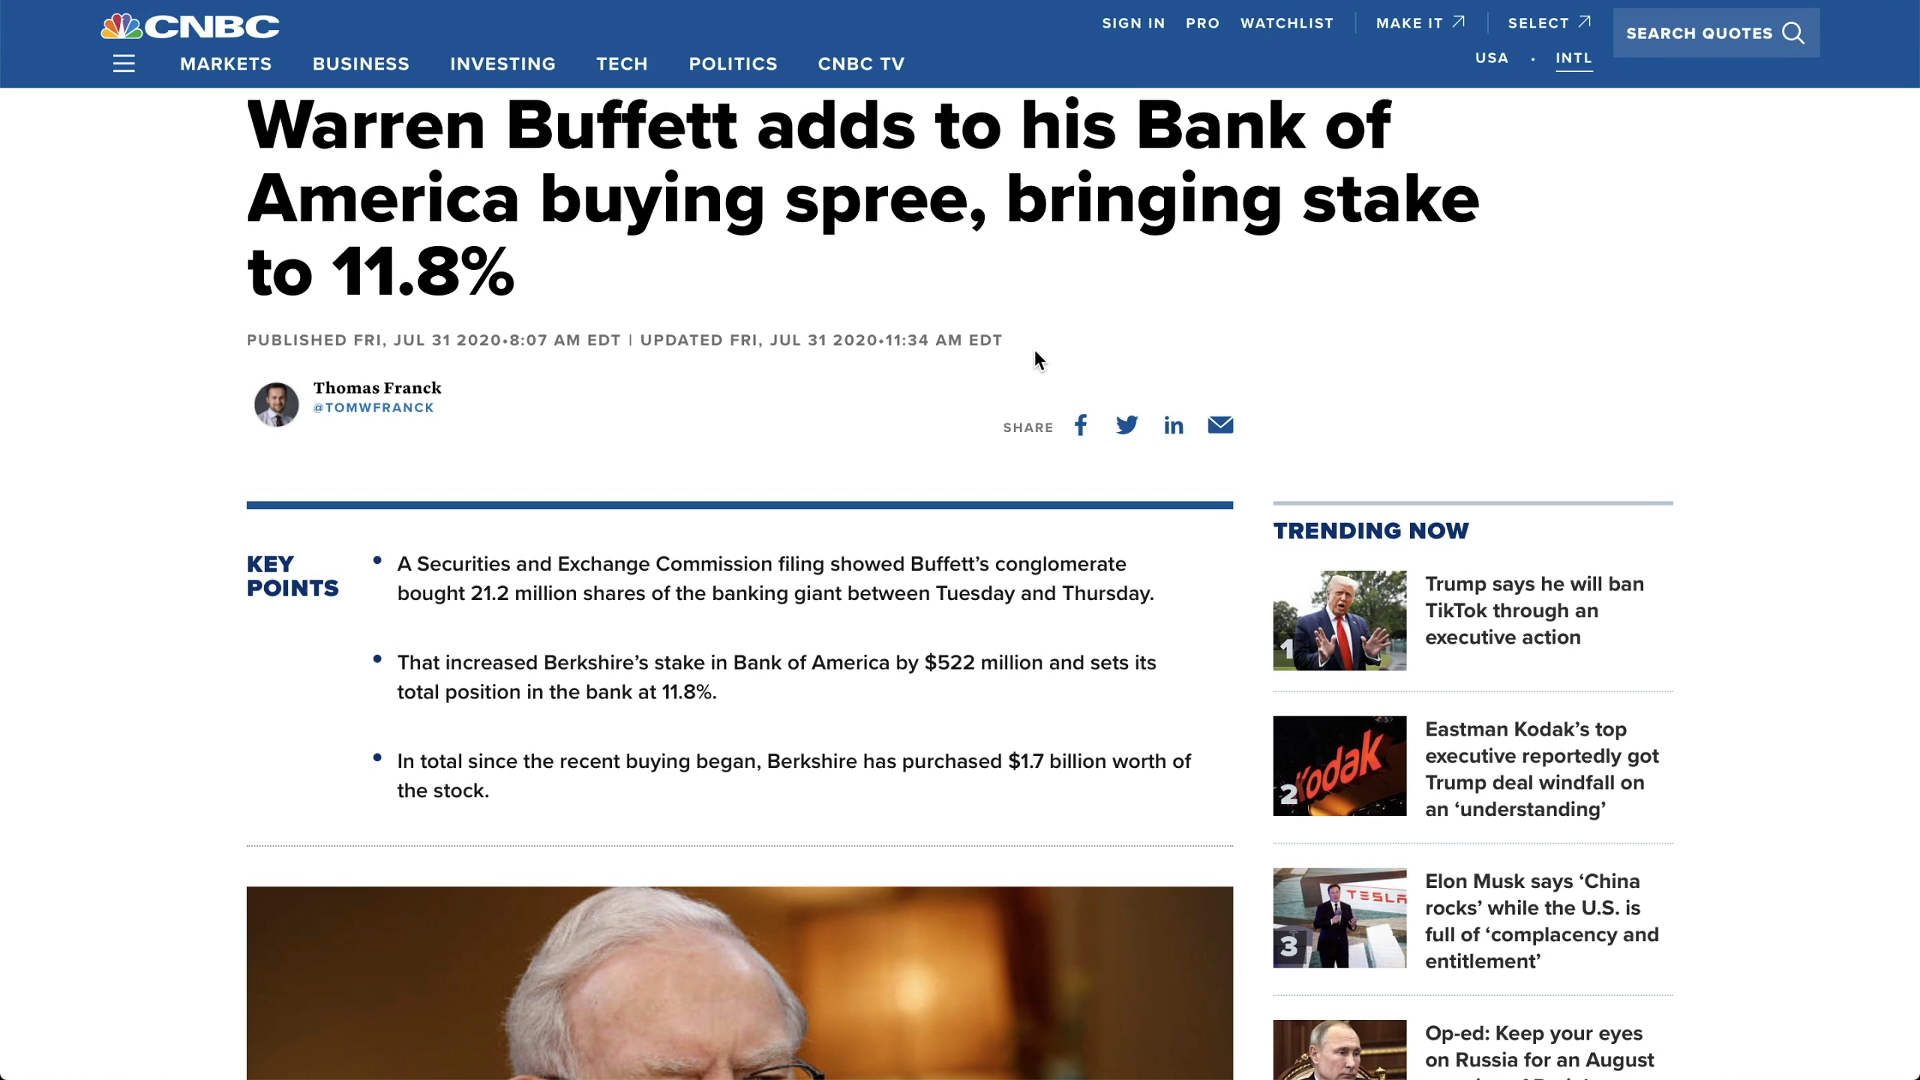 CNBC
SIGN IN PRO WATCHLIST MAKE IT SELECT
SEARCH QUOTES
USA • INTL
MARKETS BUSINESS INVESTING TECH POLITICS CNBC TV
Warren Buffett adds to his Bank of
America buying spree, bringing stake
to 11.8%
PUBLISHED FRI, JUL 31 2020•8:07 AM EDT | UPDATED FRI, JUL 31 2020•11:34 AM EDT
Thomas Franck
@TOMWFRANCK
SHARE
KEY
POINTS
• A Securities and Exchange Commission filing showed Buffett’s conglomerate
bought 21.2 million shares of the banking giant between Tuesday and Thursday.
• That increased Berkshire’s stake in Bank of America by $522 million and sets its
total position in the bank at 11.8%.
• In total since the recent buying began, Berkshire has purchased $1.7 billion worth of
the stock.
TRENDING NOW
1
Trump says he will ban
TikTok through an
executive action
Kodak
2
Eastman Kodak’s top
executive reportedly got
Trump deal windfall on
an ‘understanding’
TESLA
3
Elon Musk says ‘China
rocks’ while the U.S. is
full of ‘complacency and
entitlement’
Op-ed: Keep your eyes
on Russia for an August